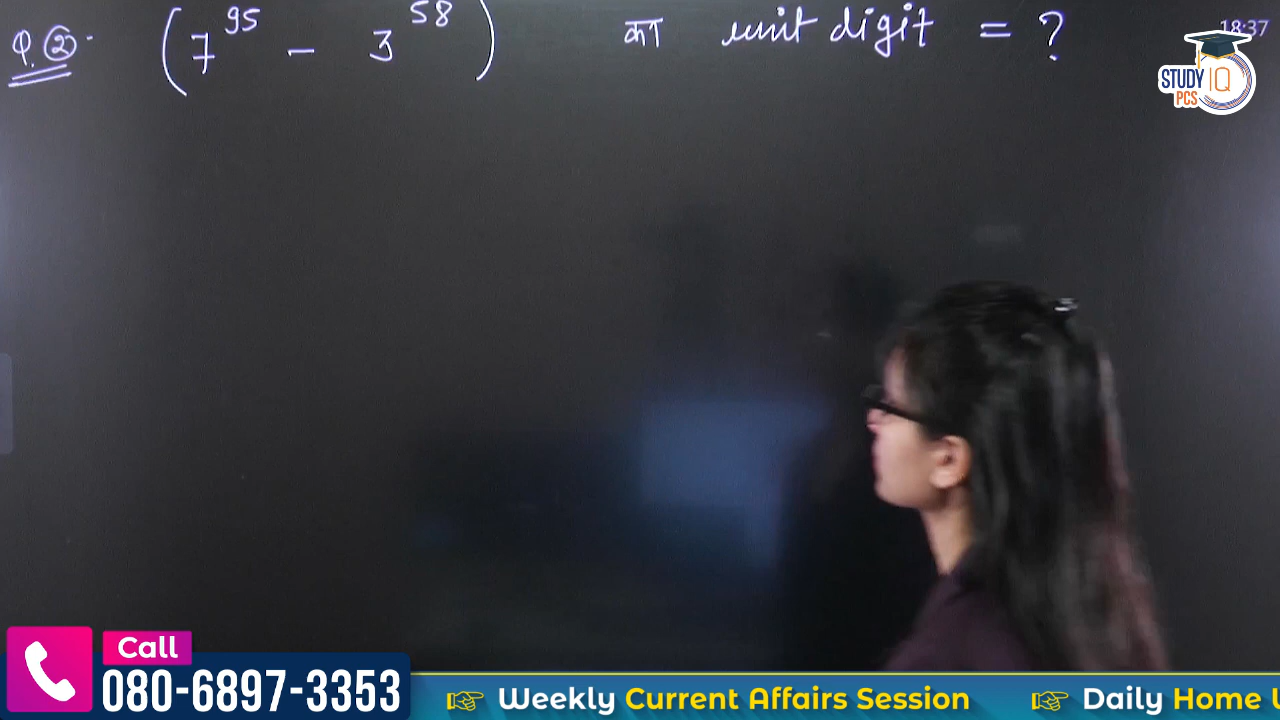 Q.② (7^95 - 3^58) का unit digit = ?
18:37
STUDY IQ
PCS
Call
080-6897-3353
Weekly Current Affairs Session
Daily Home